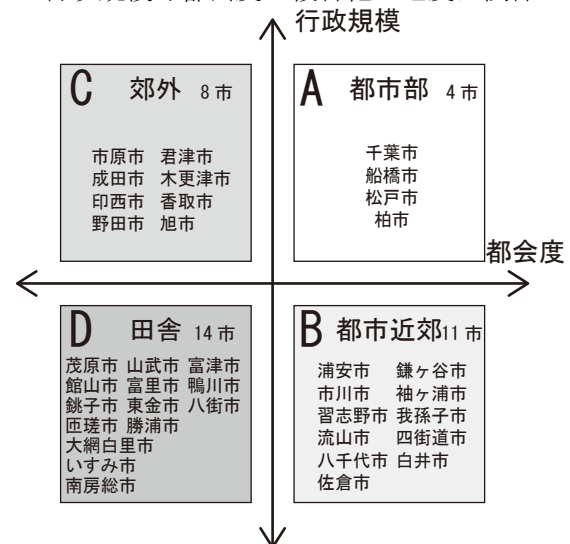 行政規模
C 郊外 8市
市原市 君津市
成田市 木更津市
印西市 香取市
野田市 旭市
A 都市部 4市
千葉市
船橋市
松戸市
柏市
都会度
D 田舎 14市
茂原市 山武市 富津市
館山市 富里市 鴨川市
銚子市 東金市 八街市
匝瑳市 勝浦市
大網白里市
いすみ市
南房総市
B 都市近郊11市
浦安市 鎌ヶ谷市
市川市 袖ヶ浦市
習志野市 我孫子市
流山市 四街道市
八千代市 白井市
佐倉市